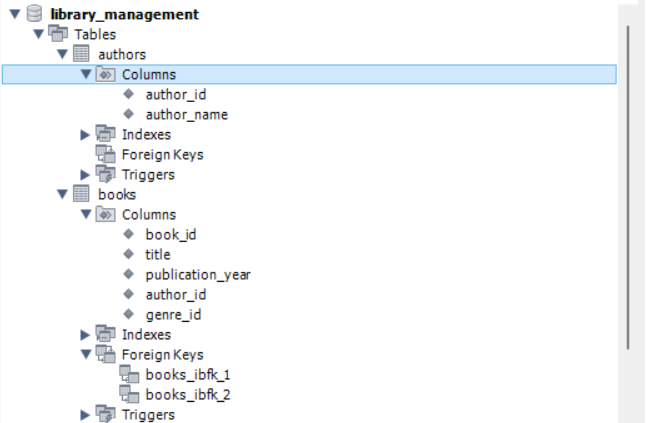 library_management
Tables
authors
Columns
author_id
author_name
Indexes
Foreign Keys
Triggers
books
Columns
book_id
title
publication_year
author_id
genre_id
Indexes
Foreign Keys
books_ibfk_1
books_ibfk_2
Triggers